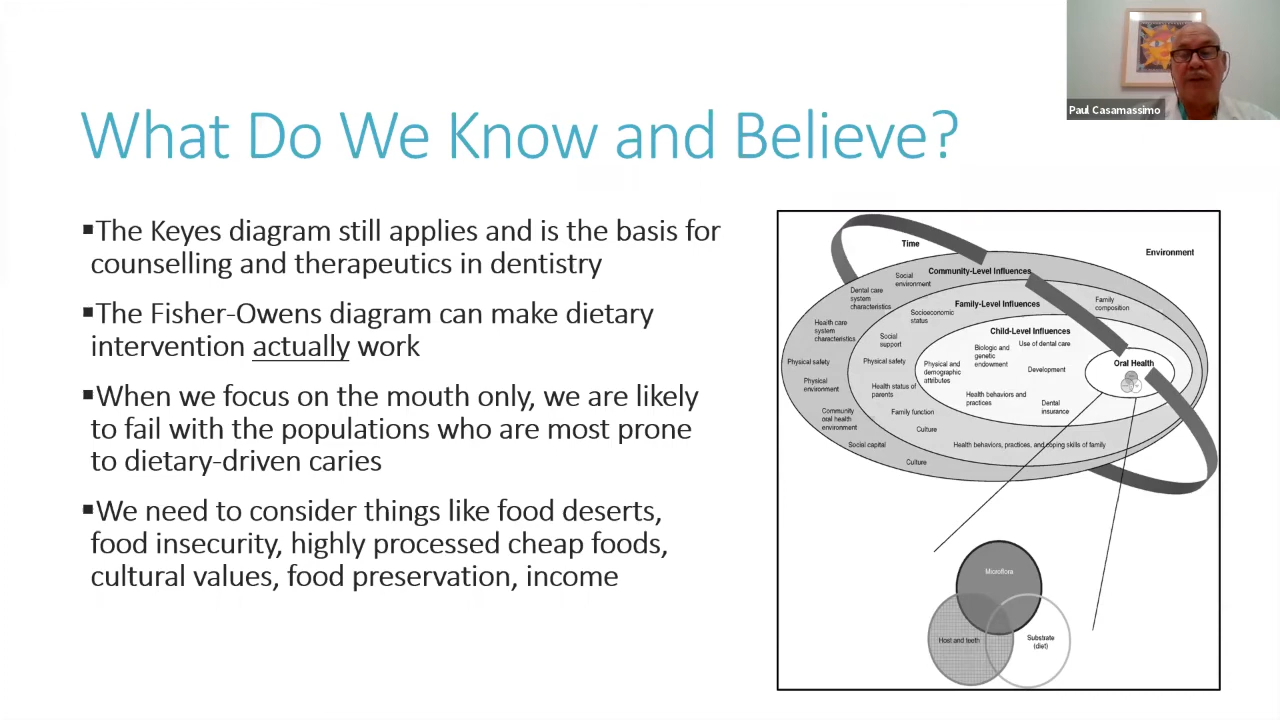 Paul Casamassimo
What Do We Know and Believe?
▪The Keyes diagram still applies and is the basis for
counselling and therapeutics in dentistry
▪The Fisher-Owens diagram can make dietary
intervention actually work
▪When we focus on the mouth only, we are likely
to fail with the populations who are most prone
to dietary-driven caries
▪We need to consider things like food deserts,
food insecurity, highly processed cheap foods,
cultural values, food preservation, income
Time
Environment
Community-Level Influences
Social
environment
Dental care
system
characteristics
Health care
system
characteristics
Physical safety
Physical
environment
Community
oral health
environment
Social capital
Culture
Family-Level Influences
Family
composition
Socioeconomic
status
Social
support
Physical safety
Health status of
parents
Family function
Culture
Health behaviors, practices, and coping skills of family
Child-Level Influences
Use of dental care
Biologic and
genetic
endowment
Physical and
demographic
attributes
Development
Health behaviors and
practices
Dental
insurance
Oral Health
Microflora
Host and teeth
Substrate
(diet)